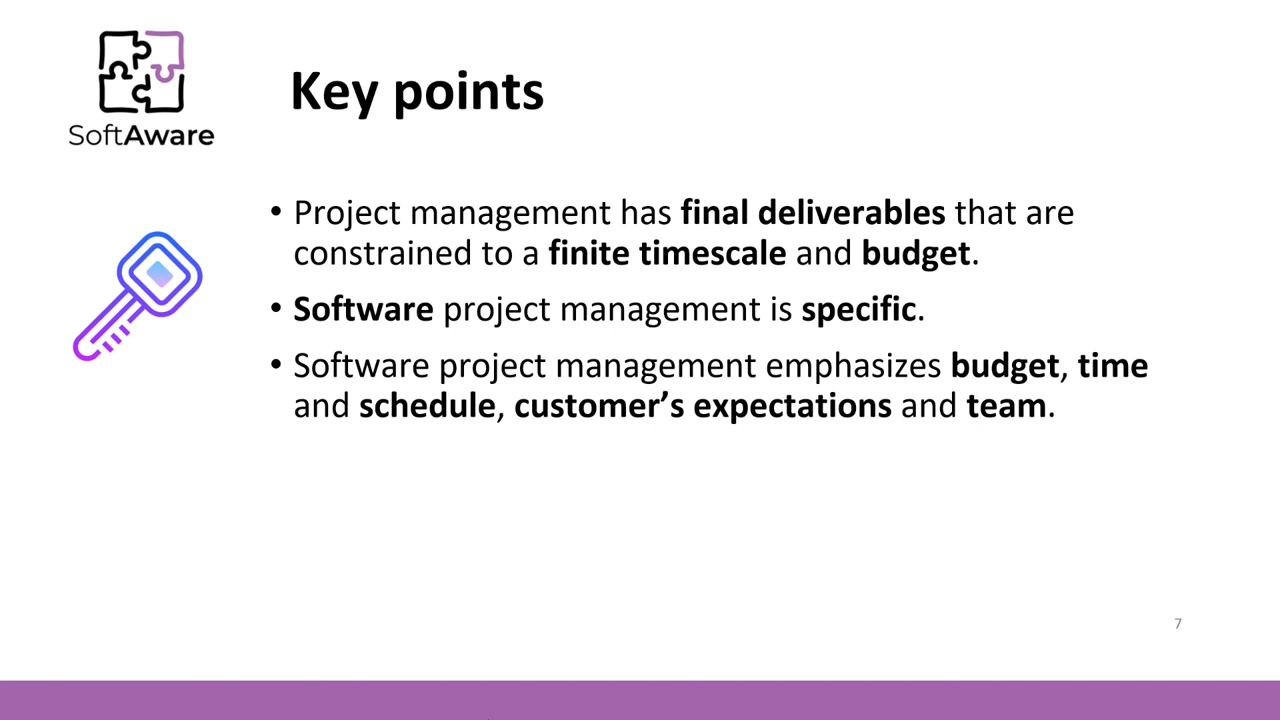 SoftAware
Key points
• Project management has final deliverables that are
constrained to a finite timescale and budget.
• Software project management is specific.
• Software project management emphasizes budget, time
and schedule, customer’s expectations and team.
7